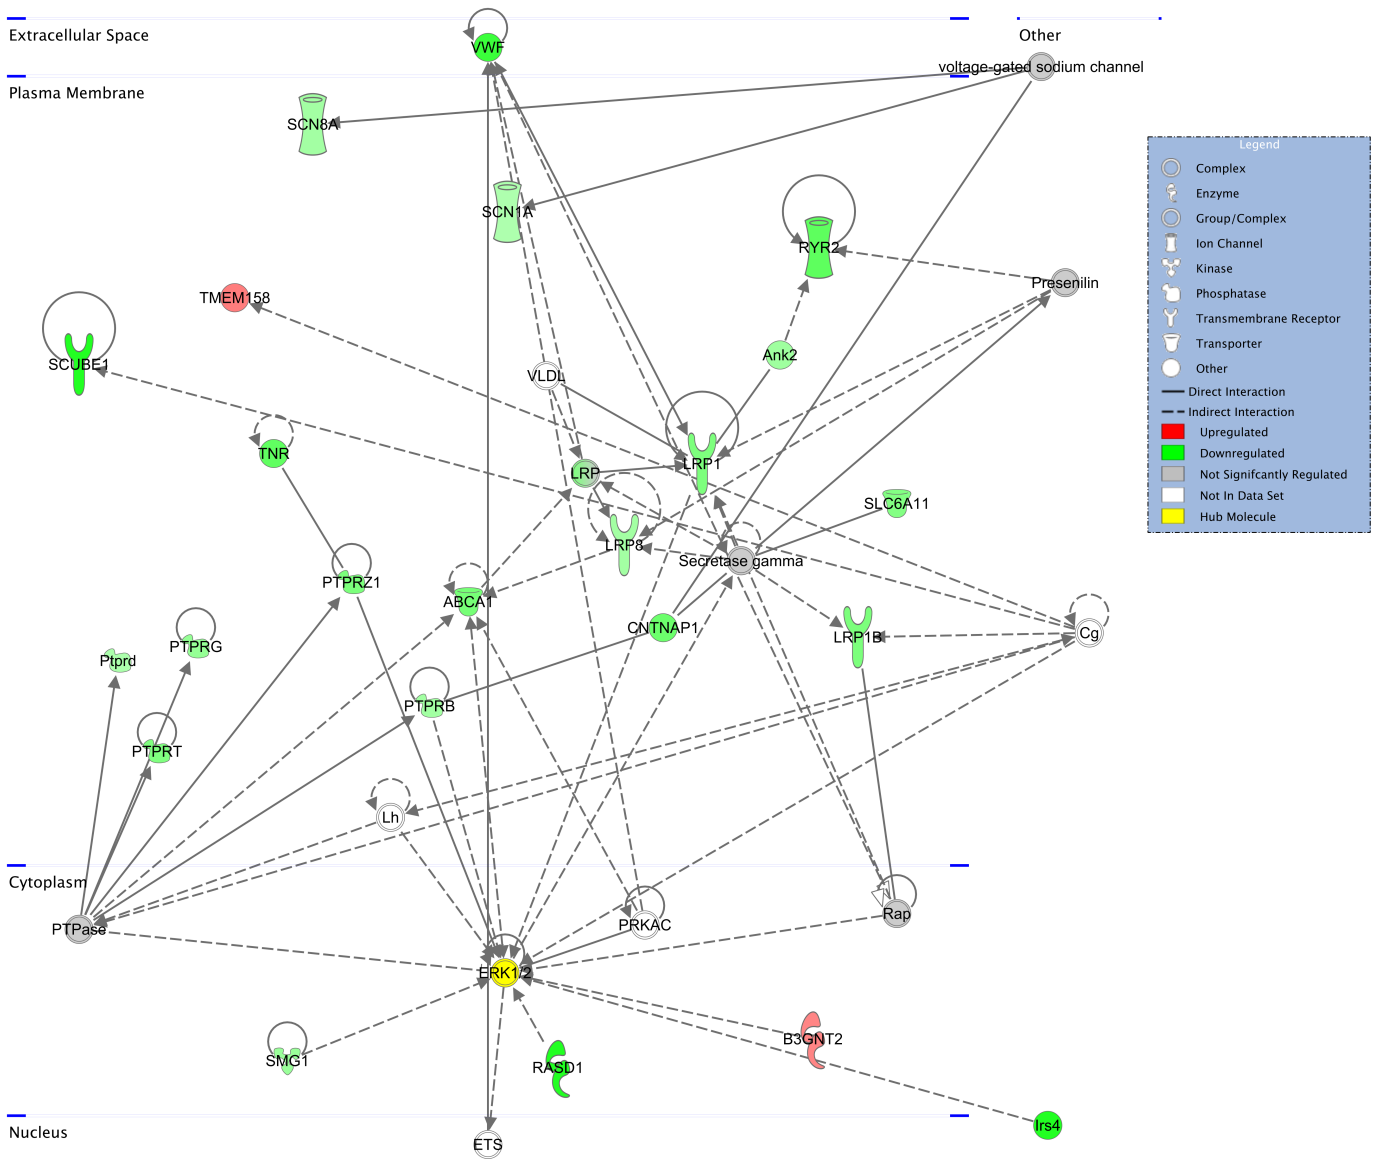 Extracellular Space
Other
VWF
voltage-gated sodium channel
Plasma Membrane
SCN8A
SCN1A
RYR2
Presenilin
TMEM158
SCUBE1
Ank2
VLDL
TNR
LRP
LRP1
SLC6A11
LRP8
Secretase gamma
PTPRZ1
ABCA1
CNTNAP1
LRP1B
Cg
PTPRG
Ptprd
PTPRB
PTPRT
Lh
Cytoplasm
PTPase
PRKAC
Rap
ERK1/2
SMG1
RASD1
B3GNT2
Irs4
Nucleus
ETS
Legend
Complex
Enzyme
Group/Complex
Ion Channel
Kinase
Phosphatase
Transmembrane Receptor
Transporter
Other
Direct Interaction
Indirect Interaction
Upregulated
Downregulated
Not Signifcantly Regulated
Not In Data Set
Hub Molecule